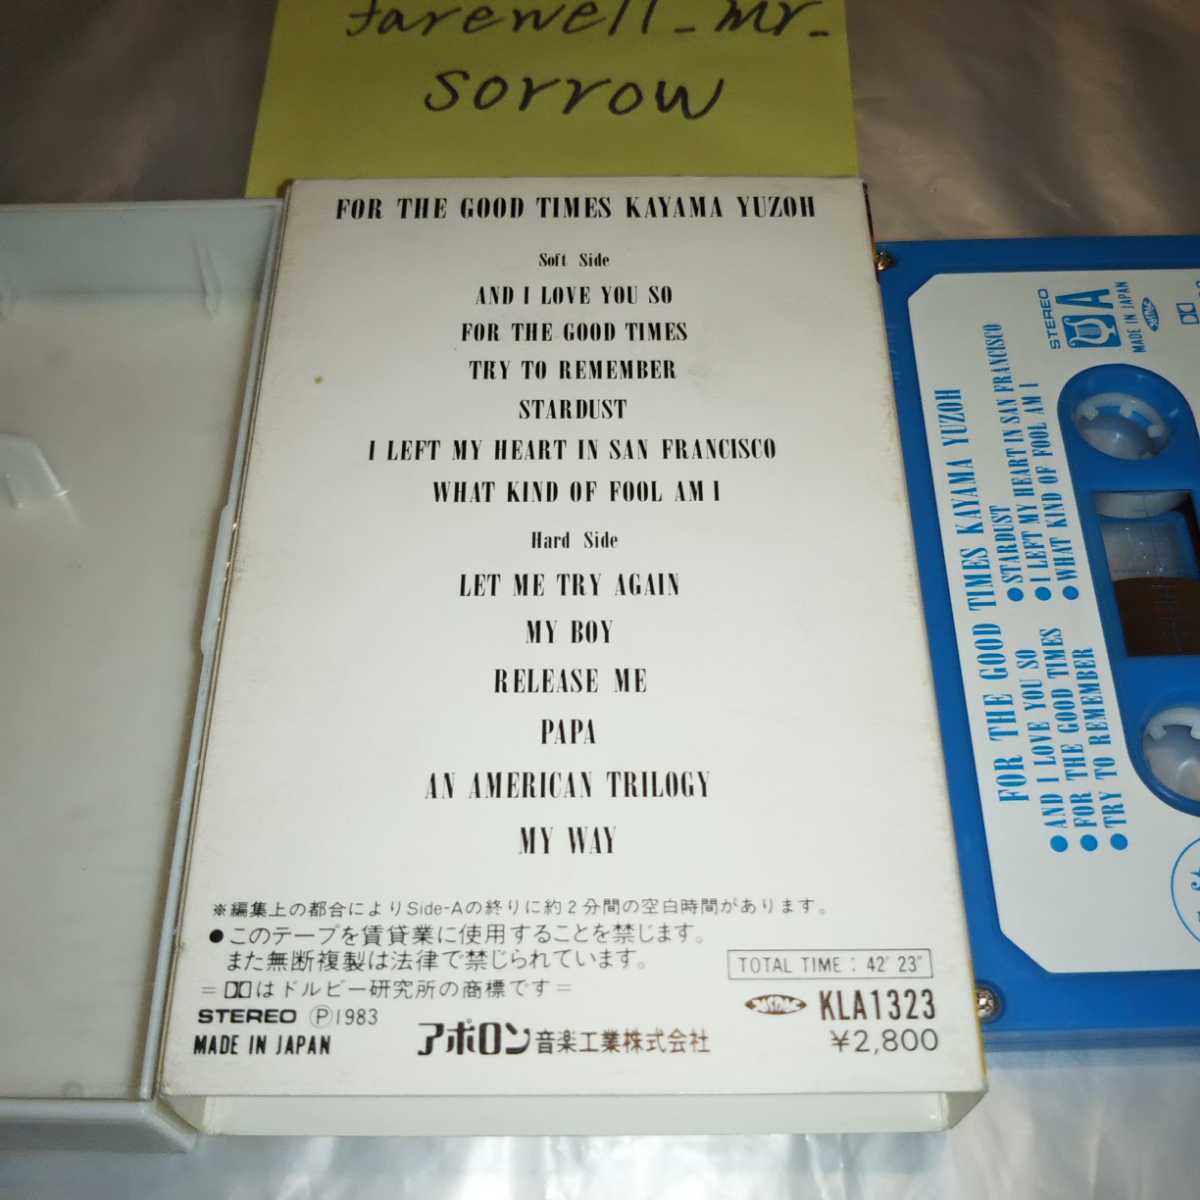 farewell_mr_
sorrow
FOR THE GOOD TIMES KAYAMA YUZOH
Soft Side
AND I LOVE YOU SO
FOR THE GOOD TIMES
TRY TO REMEMBER
STARDUST
I LEFT MY HEART IN SAN FRANCISCO
WHAT KIND OF FOOL AM I
Hard Side
LET ME TRY AGAIN
MY BOY
RELEASE ME
PAPA
AN AMERICAN TRILOGY
MY WAY
※編集上の都合によりSide-Aの終りに約2分間の空白時間があります。
●このテープを賃貸業に使用することを禁じます。
また無断複製は法律で禁じられています。
TOTAL TIME: 42' 23"
=はドルビー研究所の商標です=
STEREO Ⓟ1983
KLA1323
MADE IN JAPAN
アポロン音楽工業株式会社
¥2,800
STEREO
A
MADE IN JAPAN
FOR THE GOOD TIMES KAYAMA YUZOH
●AND I LOVE YOU SO
●FOR THE GOOD TIMES
●TRY TO REMEMBER
●STARDUST
●I LEFT MY HEART IN SAN FRANCISCO
●WHAT KIND OF FOOL AM I